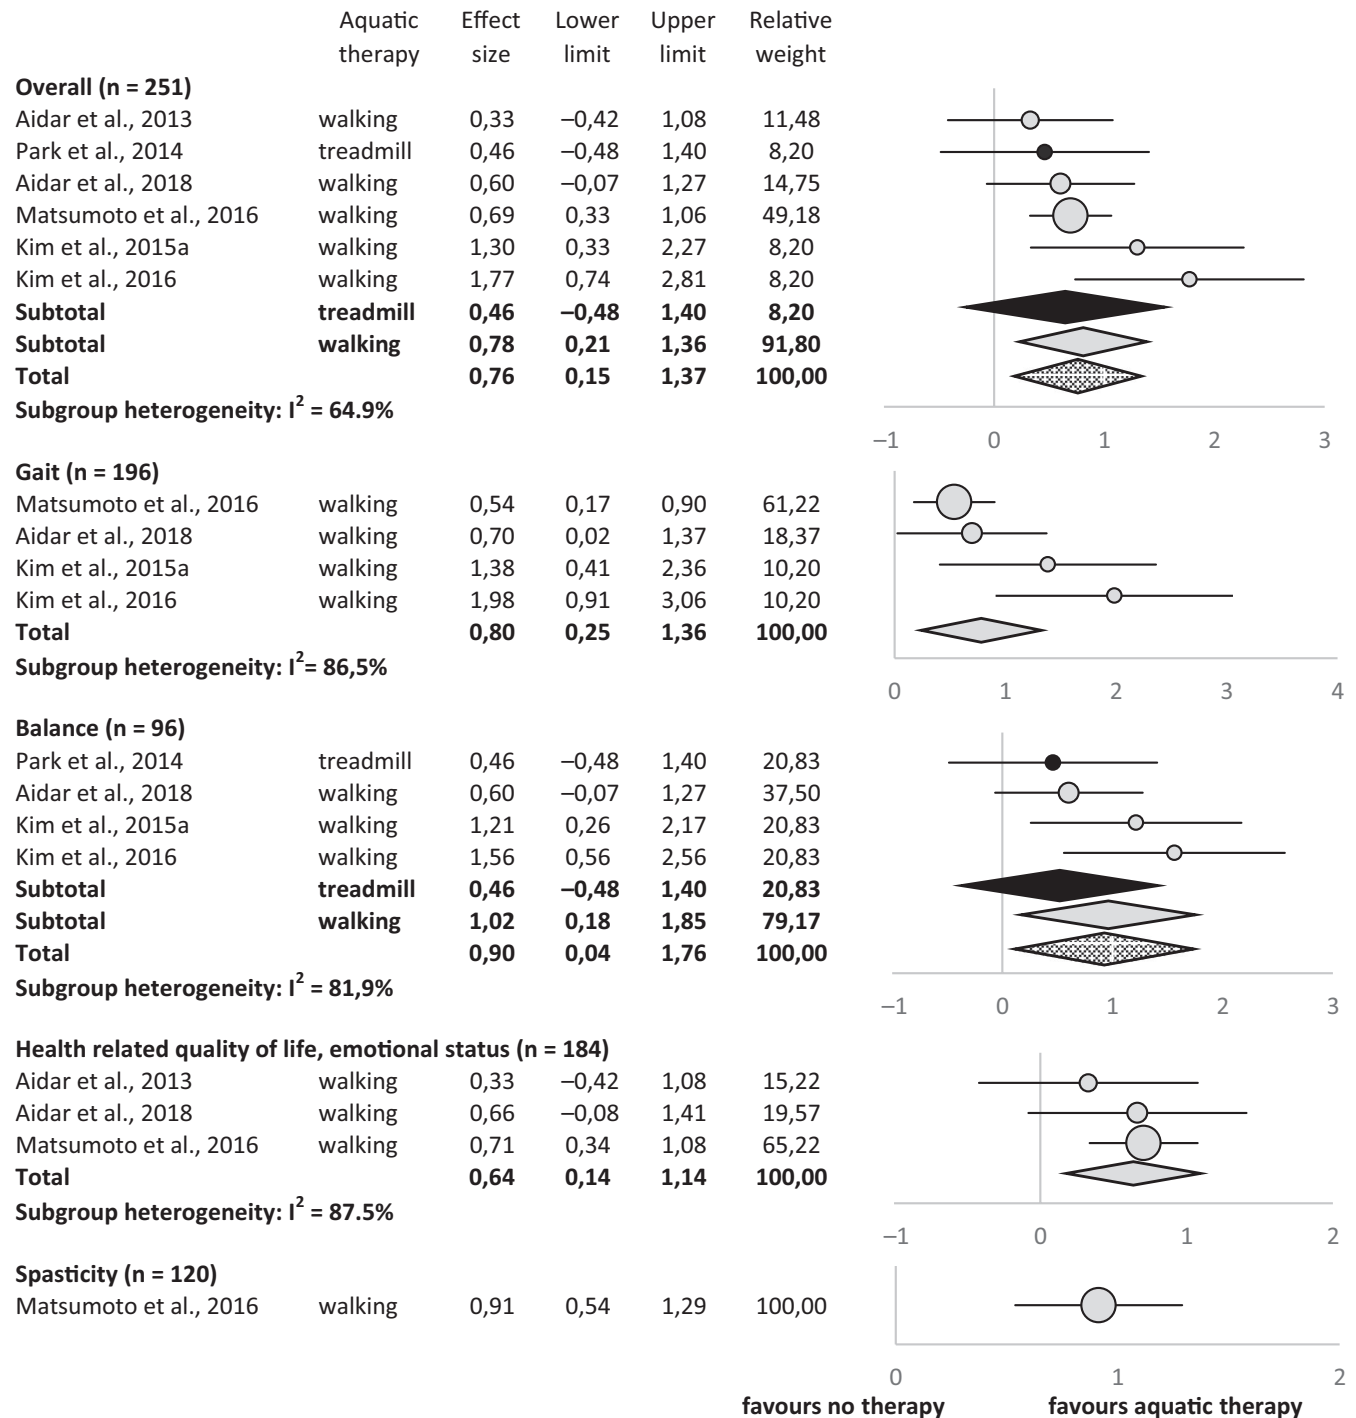 Aquatic therapy Effect size Lower limit Upper limit Relative weight
Overall (n = 251)
Aidar et al., 2013 walking 0,33 –0,42 1,08 11,48
Park et al., 2014 treadmill 0,46 –0,48 1,40 8,20
Aidar et al., 2018 walking 0,60 –0,07 1,27 14,75
Matsumoto et al., 2016 walking 0,69 0,33 1,06 49,18
Kim et al., 2015a walking 1,30 0,33 2,27 8,20
Kim et al., 2016 walking 1,77 0,74 2,81 8,20
Subtotal treadmill 0,46 –0,48 1,40 8,20
Subtotal walking 0,78 0,21 1,36 91,80
Total 0,76 0,15 1,37 100,00
Subgroup heterogeneity: I² = 64.9%
–1 0 1 2 3
Gait (n = 196)
Matsumoto et al., 2016 walking 0,54 0,17 0,90 61,22
Aidar et al., 2018 walking 0,70 0,02 1,37 18,37
Kim et al., 2015a walking 1,38 0,41 2,36 10,20
Kim et al., 2016 walking 1,98 0,91 3,06 10,20
Total 0,80 0,25 1,36 100,00
Subgroup heterogeneity: I²= 86,5%
0 1 2 3 4
Balance (n = 96)
Park et al., 2014 treadmill 0,46 –0,48 1,40 20,83
Aidar et al., 2018 walking 0,60 –0,07 1,27 37,50
Kim et al., 2015a walking 1,21 0,26 2,17 20,83
Kim et al., 2016 walking 1,56 0,56 2,56 20,83
Subtotal treadmill 0,46 –0,48 1,40 20,83
Subtotal walking 1,02 0,18 1,85 79,17
Total 0,90 0,04 1,76 100,00
Subgroup heterogeneity: I² = 81,9%
–1 0 1 2 3
Health related quality of life, emotional status (n = 184)
Aidar et al., 2013 walking 0,33 –0,42 1,08 15,22
Aidar et al., 2018 walking 0,66 –0,08 1,41 19,57
Matsumoto et al., 2016 walking 0,71 0,34 1,08 65,22
Total 0,64 0,14 1,14 100,00
Subgroup heterogeneity: I² = 87.5%
–1 0 1 2
Spasticity (n = 120)
Matsumoto et al., 2016 walking 0,91 0,54 1,29 100,00
0 1 2
favours no therapy favours aquatic therapy